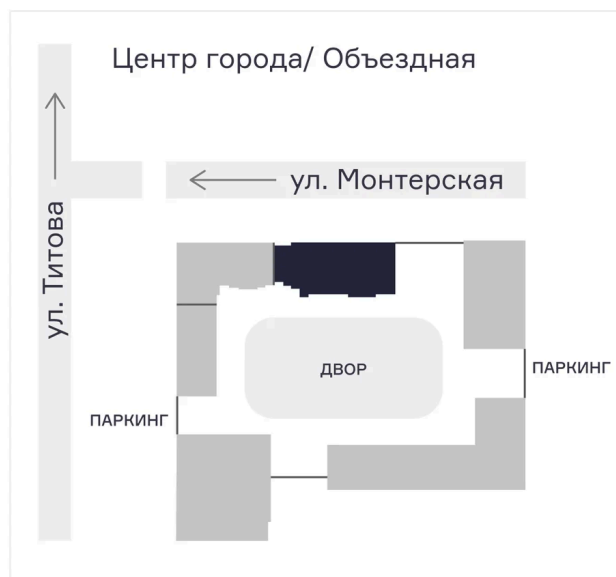 Центр города/ Объездная
ул. Монтерская
ул. Титова
ДВОР
ПАРКИНГ
ПАРКИНГ